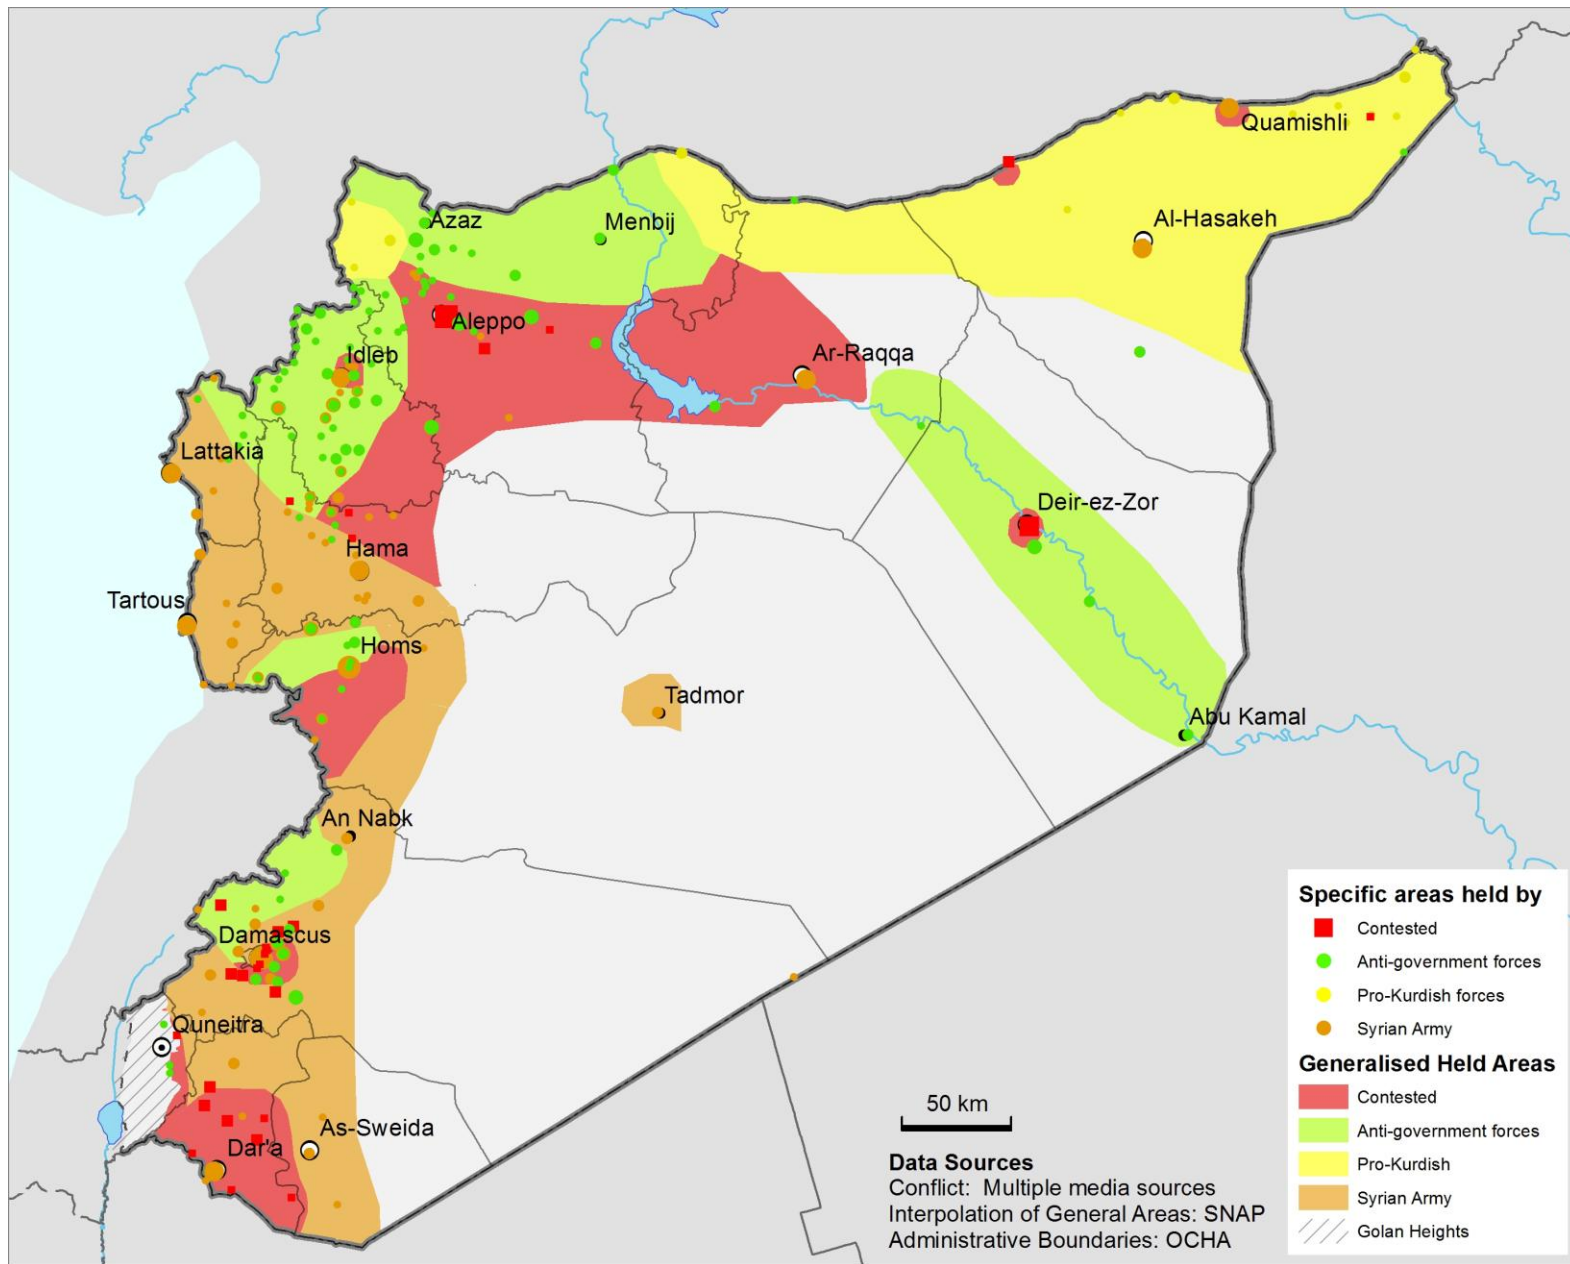 Quamishli
Al-Hasakeh
Azaz
Menbij
Aleppo
Idleb
Ar-Raqqa
Lattakia
Deir-ez-Zor
Hama
Tartous
Homs
Tadmor
Abu Kamal
An Nabk
Damascus
Quneitra
As-Sweida
Dar'a
50 km
Data Sources
Conflict: Multiple media sources
Interpolation of General Areas: SNAP
Administrative Boundaries: OCHA
Specific areas held by
Contested
Anti-government forces
Pro-Kurdish forces
Syrian Army
Generalised Held Areas
Contested
Anti-government forces
Pro-Kurdish
Syrian Army
Golan Heights